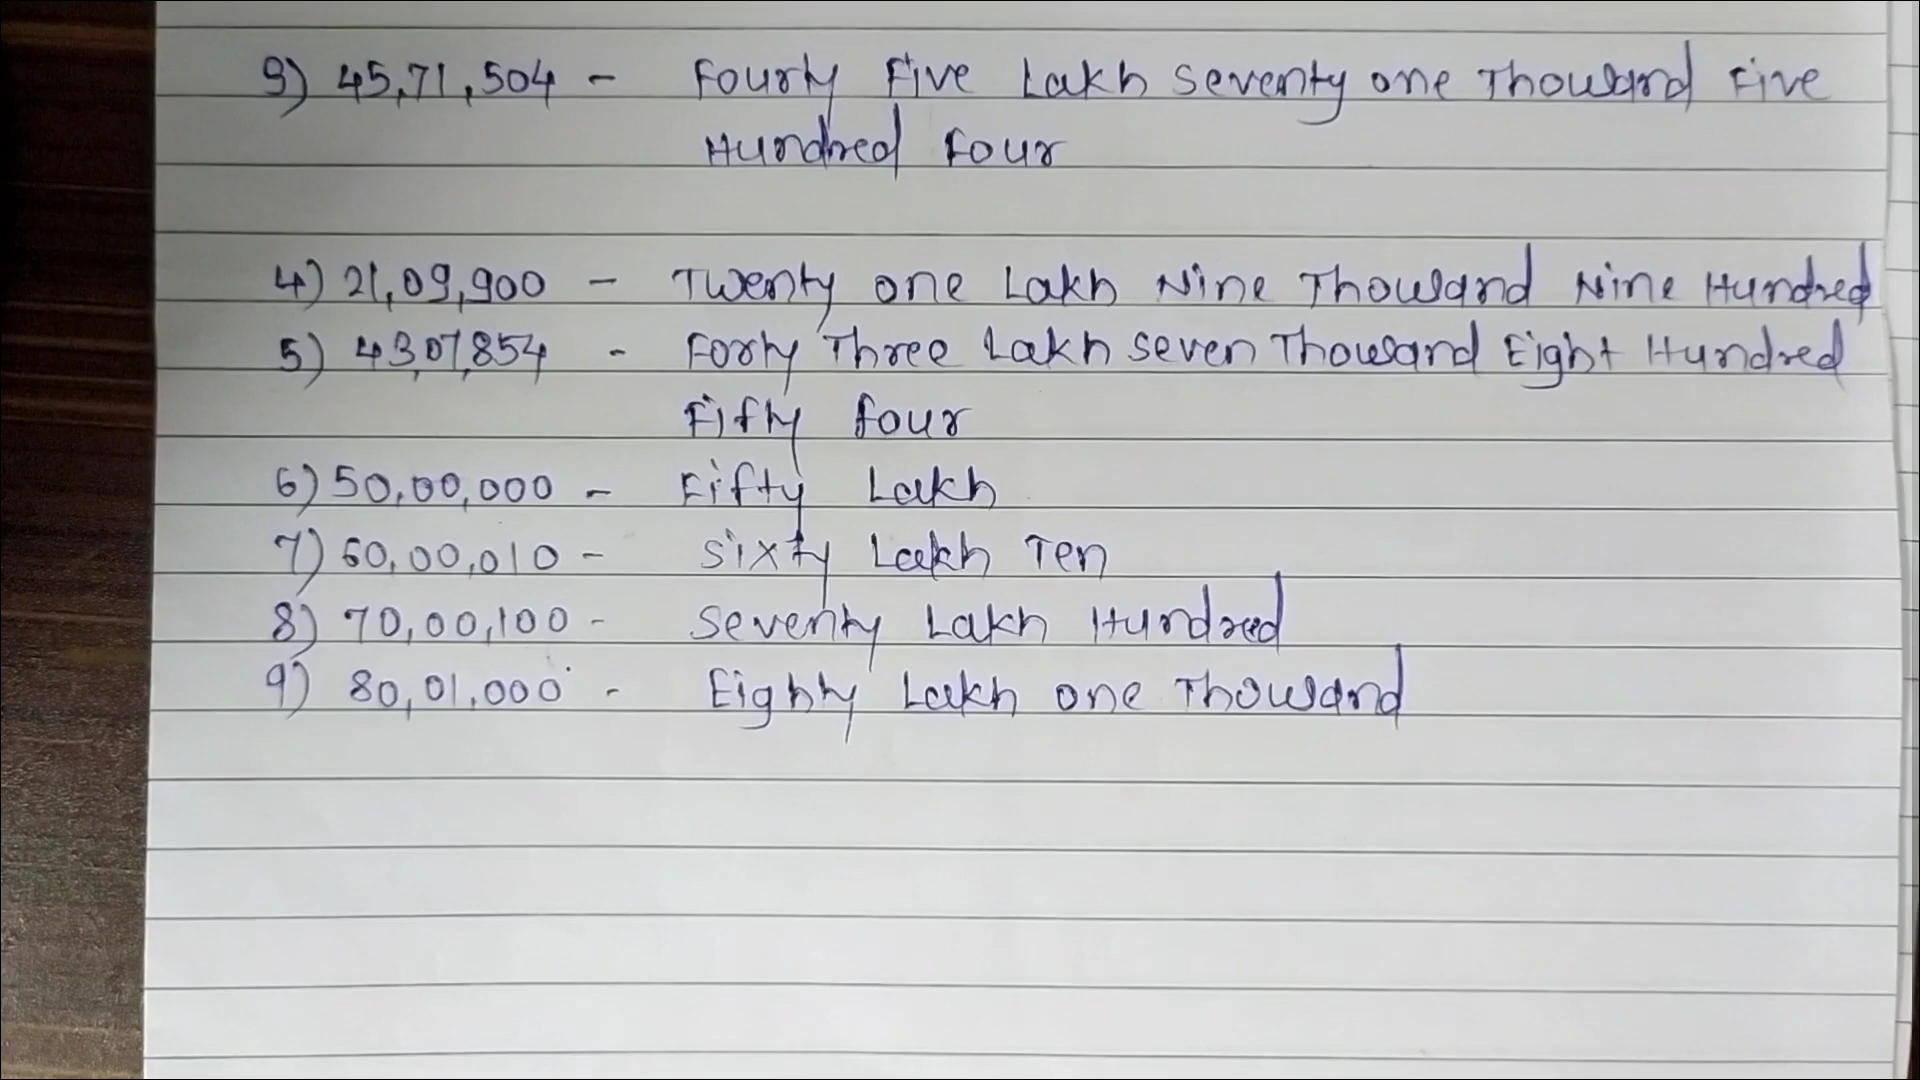 3) 45,71,504 - Fourty Five Lakh Seventy one Thousand Five
Hundred Four
4) 21,09,900 - Twenty one Lakh Nine Thousand Nine Hundred
5) 43,07,854 - Forty Three Lakh Seven Thousand Eight Hundred
Fifty four
6) 50,00,000 - Fifty Lakh
7) 60,00,010 - Sixty Lakh Ten
8) 70,00,100 - Seventy Lakh Hundred
9) 80,01,000 - Eighty Lakh one Thousand